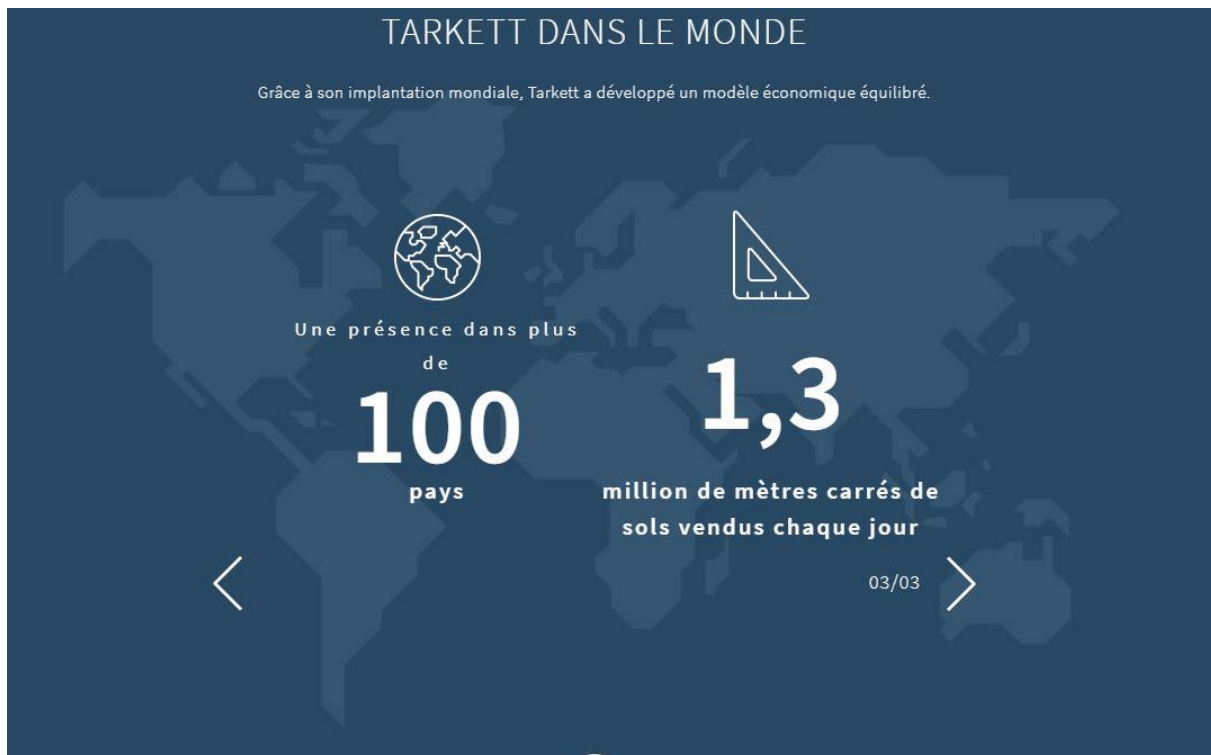 TARKETT DANS LE MONDE
Grâce à son implantation mondiale, Tarkett a développé un modèle économique équilibré.
Une présence dans plus
de
100
pays
1,3
million de mètres carrés de
sols vendus chaque jour
03/03